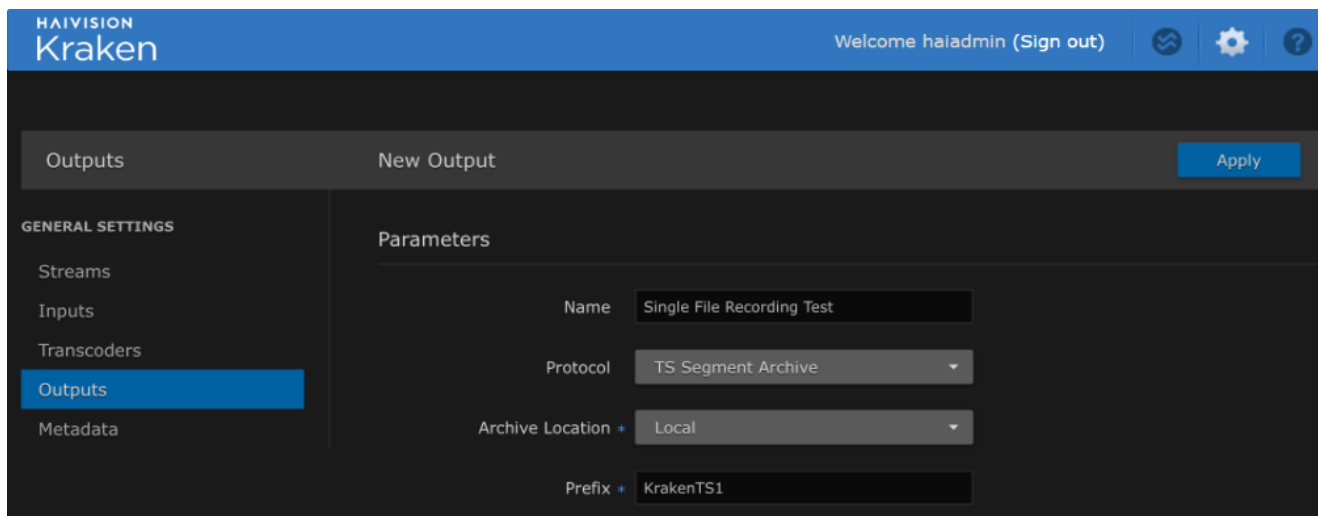 HAIVISION
Kraken
Welcome haiadmin (Sign out)
?
Outputs
New Output
Apply
GENERAL SETTINGS
Streams
Inputs
Transcoders
Outputs
Metadata
Parameters
Name Single File Recording Test
Protocol TS Segment Archive
Archive Location * Local
Prefix * KrakenTS1